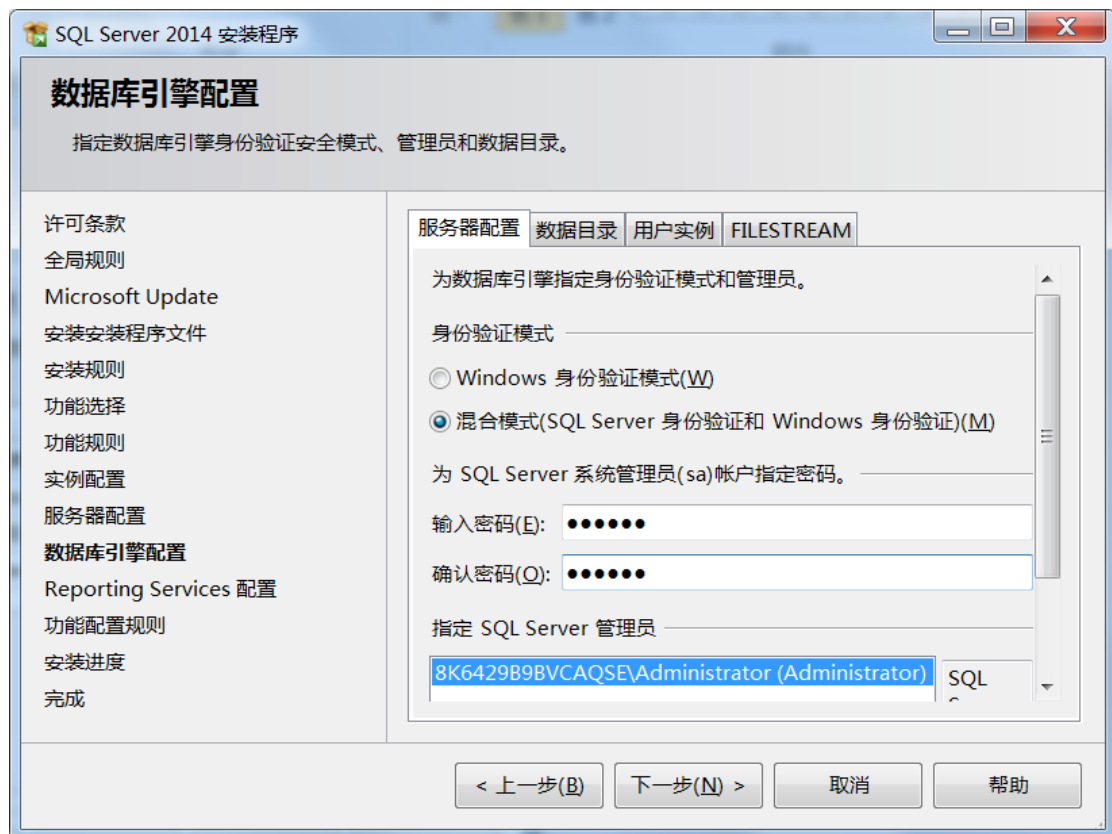 SQL Server 2014 安装程序
数据库引擎配置
指定数据库引擎身份验证安全模式、管理员和数据目录。
许可条款
全局规则
Microsoft Update
安装安装程序文件
安装规则
功能选择
功能规则
实例配置
服务器配置
数据库引擎配置
Reporting Services 配置
功能配置规则
安装进度
完成
服务器配置 数据目录 用户实例 FILESTREAM
为数据库引擎指定身份验证模式和管理员。
身份验证模式
Windows 身份验证模式(W)
混合模式(SQL Server 身份验证和 Windows 身份验证)(M)
为 SQL Server 系统管理员(sa)帐户指定密码。
输入密码(E): ●●●●●●
确认密码(O): ●●●●●●
指定 SQL Server 管理员
8K6429B9BVCAQSE\Administrator (Administrator) SQL
< 上一步(B) 下一步(N) > 取消 帮助